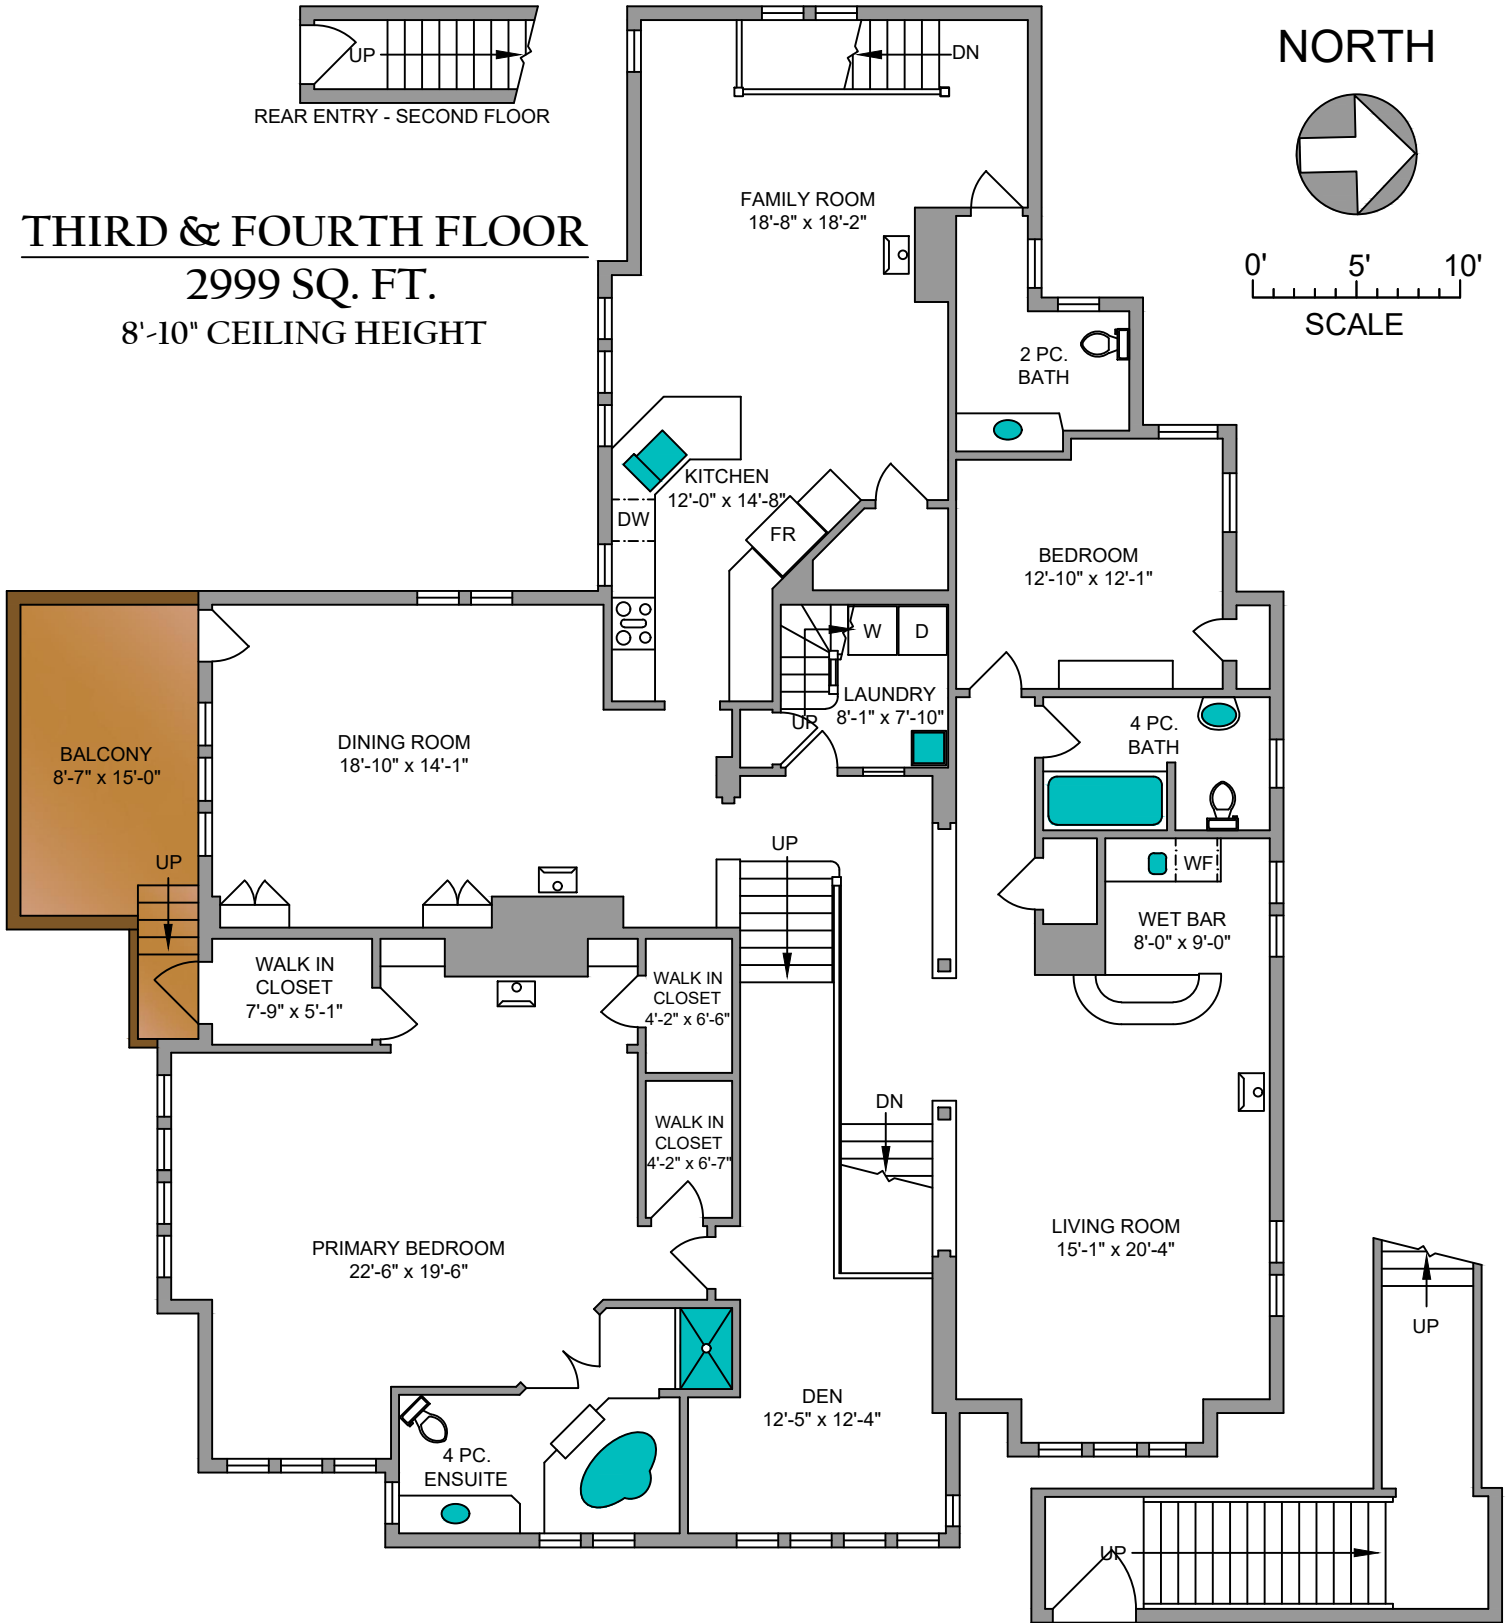 UP
DN
REAR ENTRY - SECOND FLOOR
NORTH
THIRD & FOURTH FLOOR
2999 SQ. FT.
8'-10" CEILING HEIGHT
FAMILY ROOM
18'-8" x 18'-2"
0' 5' 10'
SCALE
2 PC.
BATH
KITCHEN
12'-0" x 14'-8"
DW
FR
BEDROOM
12'-10" x 12'-1"
W D
LAUNDRY
8'-1" x 7'-10"
UP
4 PC.
BATH
BALCONY
8'-7" x 15'-0"
DINING ROOM
18'-10" x 14'-1"
UP
UP
WF
WET BAR
8'-0" x 9'-0"
WALK IN
CLOSET
7'-9" x 5'-1"
WALK IN
CLOSET
4'-2" x 6'-6"
DN
WALK IN
CLOSET
4'-2" x 6'-7"
PRIMARY BEDROOM
22'-6" x 19'-6"
LIVING ROOM
15'-1" x 20'-4"
UP
DEN
12'-5" x 12'-4"
4 PC.
ENSUITE
UP